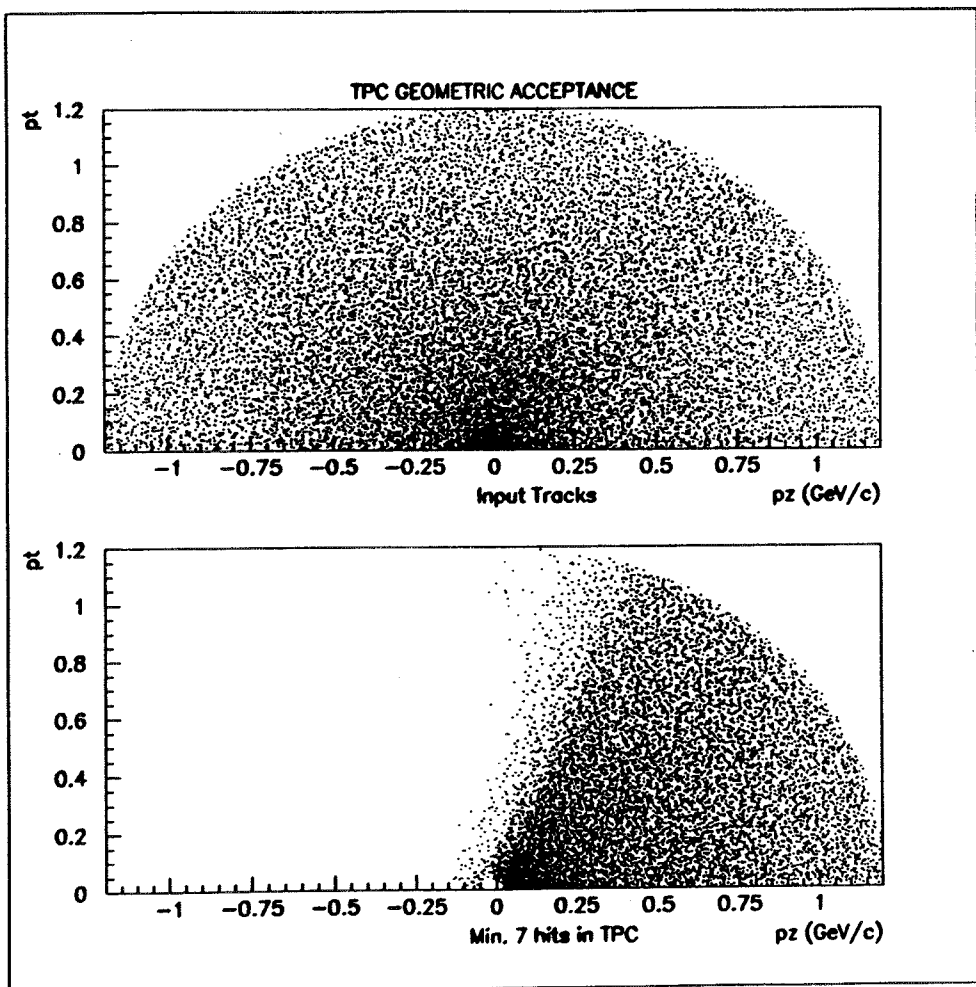 TPC GEOMETRIC ACCEPTANCE
pt
1.2
1
0.8
0.6
0.4
0.2
0
−1 −0.75 −0.5 −0.25 0 0.25 0.5 0.75 1
Input Tracks pz (GeV/c)
pt
1.2
1
0.8
0.6
0.4
0.2
0
−1 −0.75 −0.5 −0.25 0 0.25 0.5 0.75 1
Min. 7 hits in TPC pz (GeV/c)